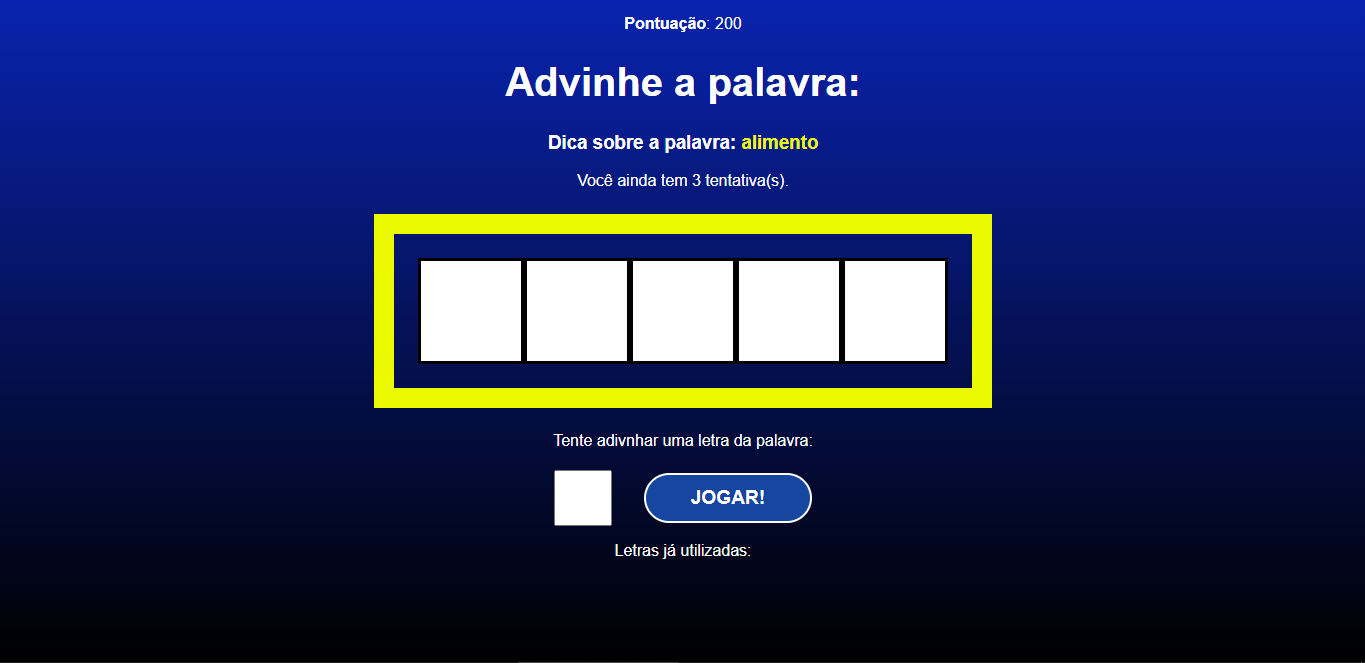 Pontuação: 200
Advinhe a palavra:
Dica sobre a palavra: alimento
Você ainda tem 3 tentativa(s).
Tente adivnhar uma letra da palavra:
JOGAR!
Letras já utilizadas: